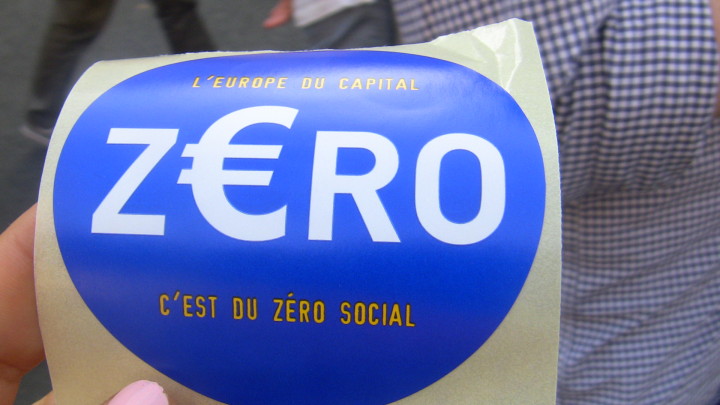 L'EUROPE DU CAPITAL
Z€RO
C'EST DU ZÉRO SOCIAL